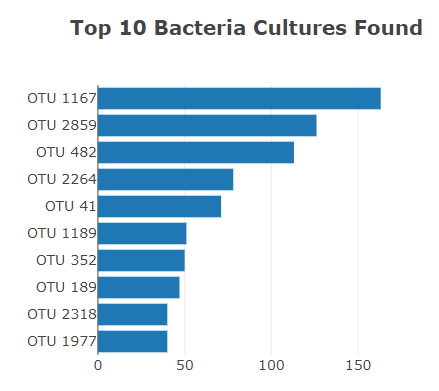 Top 10 Bacteria Cultures Found
OTU 1167
OTU 2859
OTU 482
OTU 2264
OTU 41
OTU 1189
OTU 352
OTU 189
OTU 2318
OTU 1977
0 50 100 150